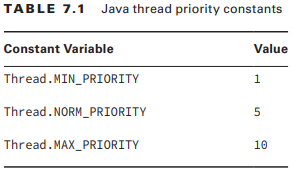 TABLE 7.1 Java thread priority constants
Constant Variable Value
Thread.MIN_PRIORITY 1
Thread.NORM_PRIORITY 5
Thread.MAX_PRIORITY 10